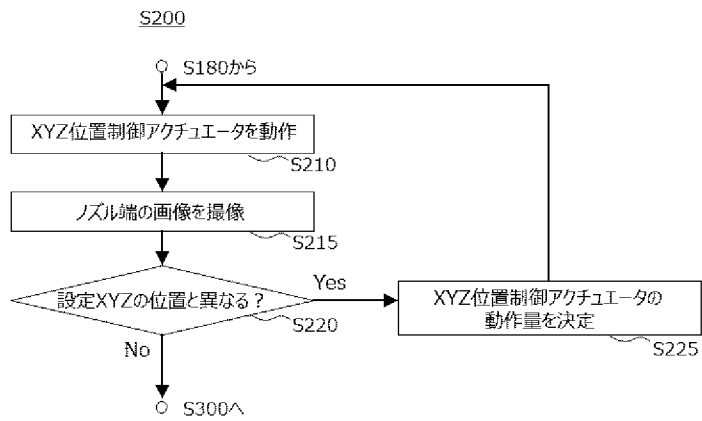 S200
S180から
XYZ位置制御アクチュエータを動作
S210
ノズル端の画像を撮像
S215
設定XYZの位置と異なる？
Yes
S220
XYZ位置制御アクチュエータの
動作量を決定
S225
No
S300へ